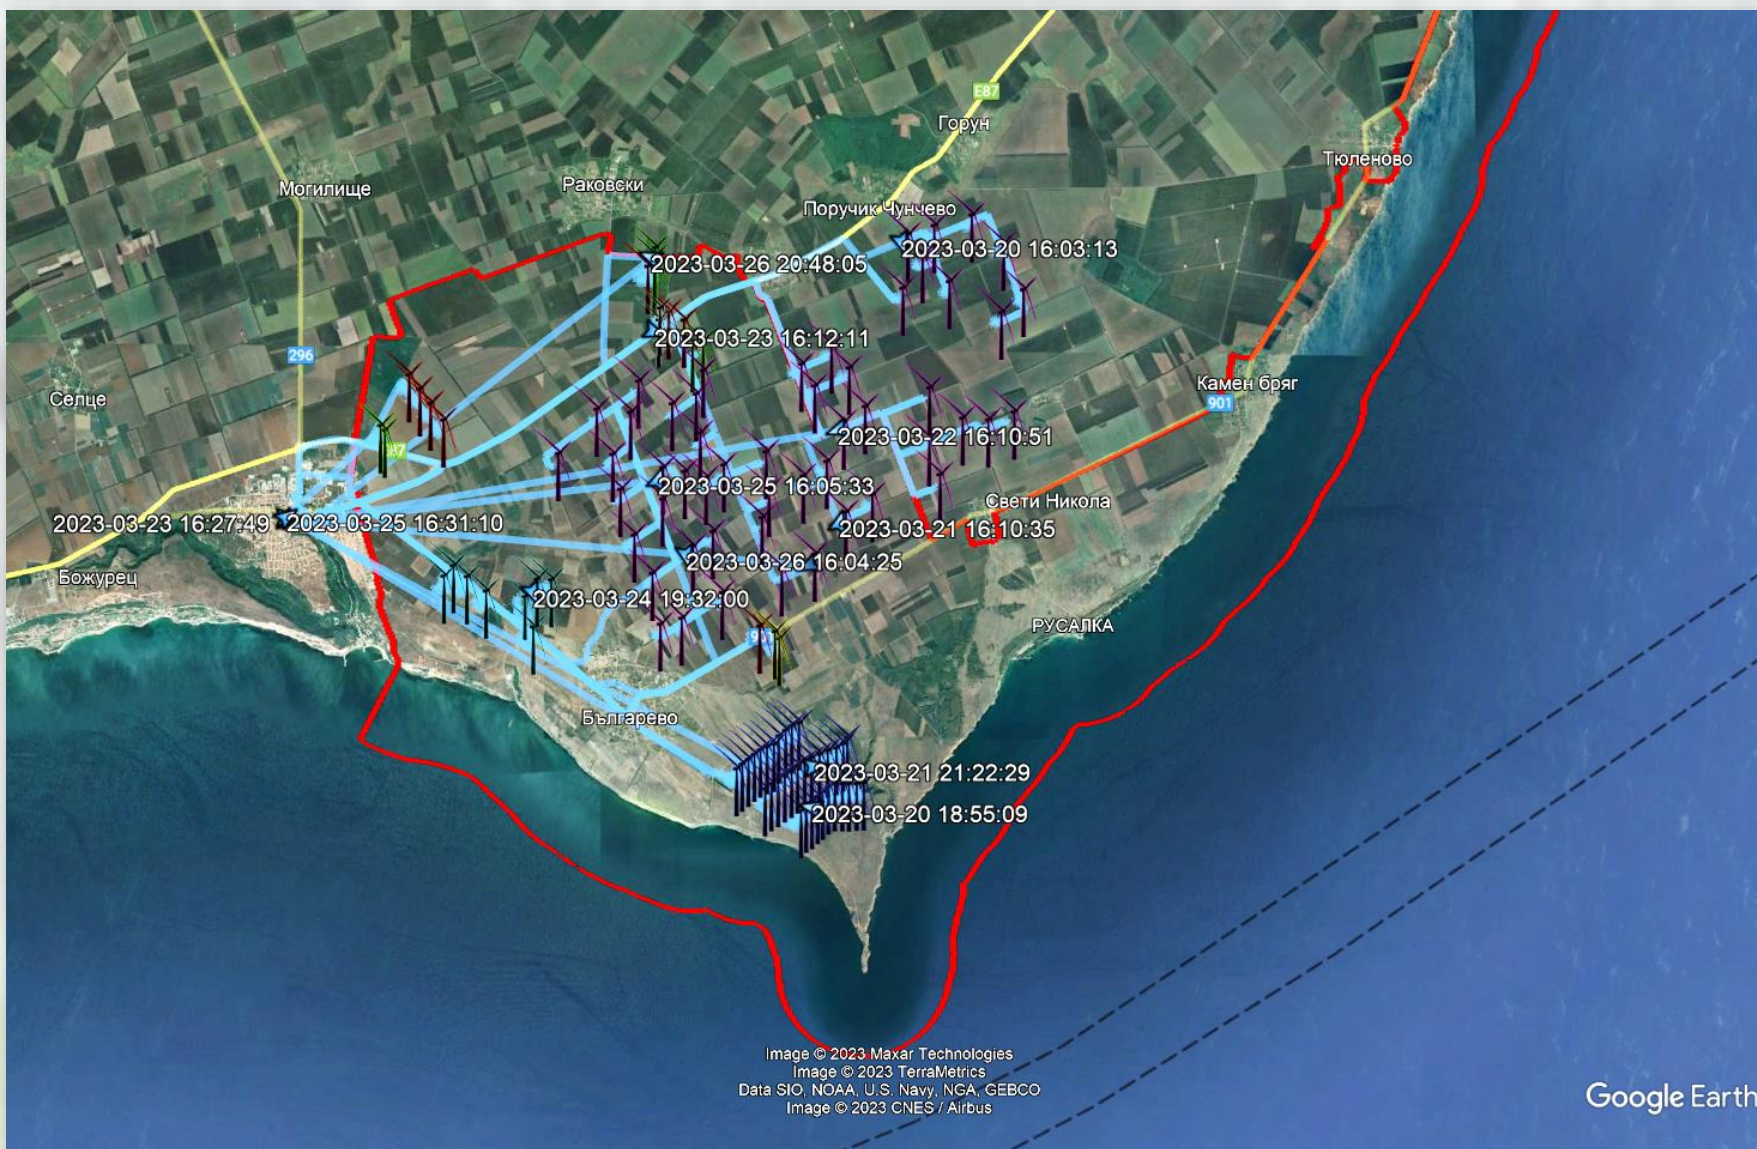 E87
Горун
Тюленово
Могилище
Раковски
Поручик Чунчево
2023-03-20 16:03:13
2023-03-26 20:48:05
2023-03-23 16:12:11
296
Камен бряг
901
Селце
2023-03-22 16:10:51
2023-03-25 16:05:33
Свети Никола
2023-03-23 16:27:49
2023-03-25 16:31:10
2023-03-21 16:10:35
2023-03-26 16:04:25
Божурец
2023-03-24 19:32:00
РУСАЛКА
Българево
2023-03-21 21:22:29
2023-03-20 18:55:09
Image © 2023 Maxar Technologies
Image © 2023 TerraMetrics
Data SIO, NOAA, U.S. Navy, NGA, GEBCO
Image © 2023 CNES / Airbus
Google Earth